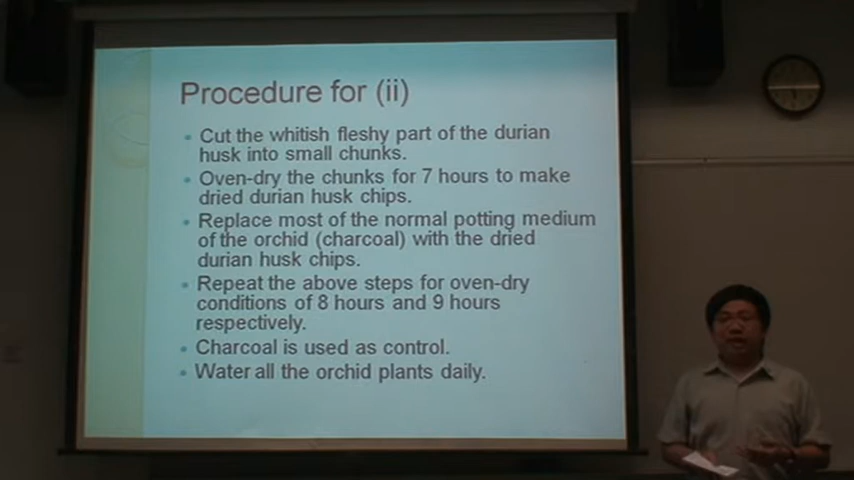 Procedure for (ii)
Cut the whitish fleshy part of the durian
husk into small chunks.
Oven-dry the chunks for 7 hours to make
dried durian husk chips.
Replace most of the normal potting medium
of the orchid (charcoal) with the dried
durian husk chips.
Repeat the above steps for oven-dry
conditions of 8 hours and 9 hours
respectively.
Charcoal is used as control.
Water all the orchid plants daily.